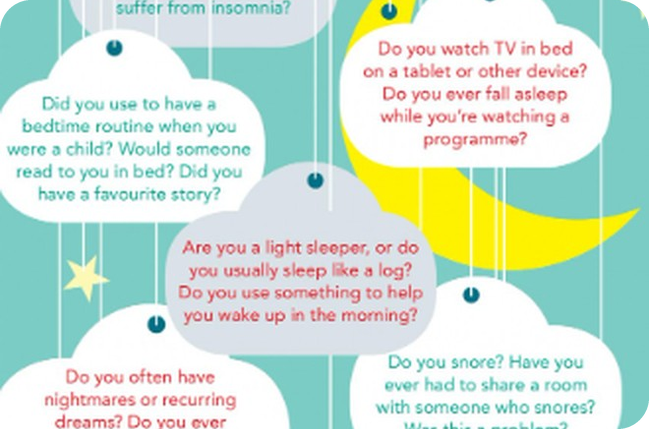 suffer from insomnia?
Do you watch TV in bed
on a tablet or other device?
Do you ever fall asleep
while you're watching a
programme?
Did you use to have a
bedtime routine when you
were a child? Would someone
read to you in bed? Did you
have a favourite story?
Are you a light sleeper, or do
you usually sleep like a log?
Do you use something to help
you wake up in the morning?
Do you often have
nightmares or recurring
dreams? Do you ever
Do you snore? Have you
ever had to share a room
with someone who snores?
Was this a problem?